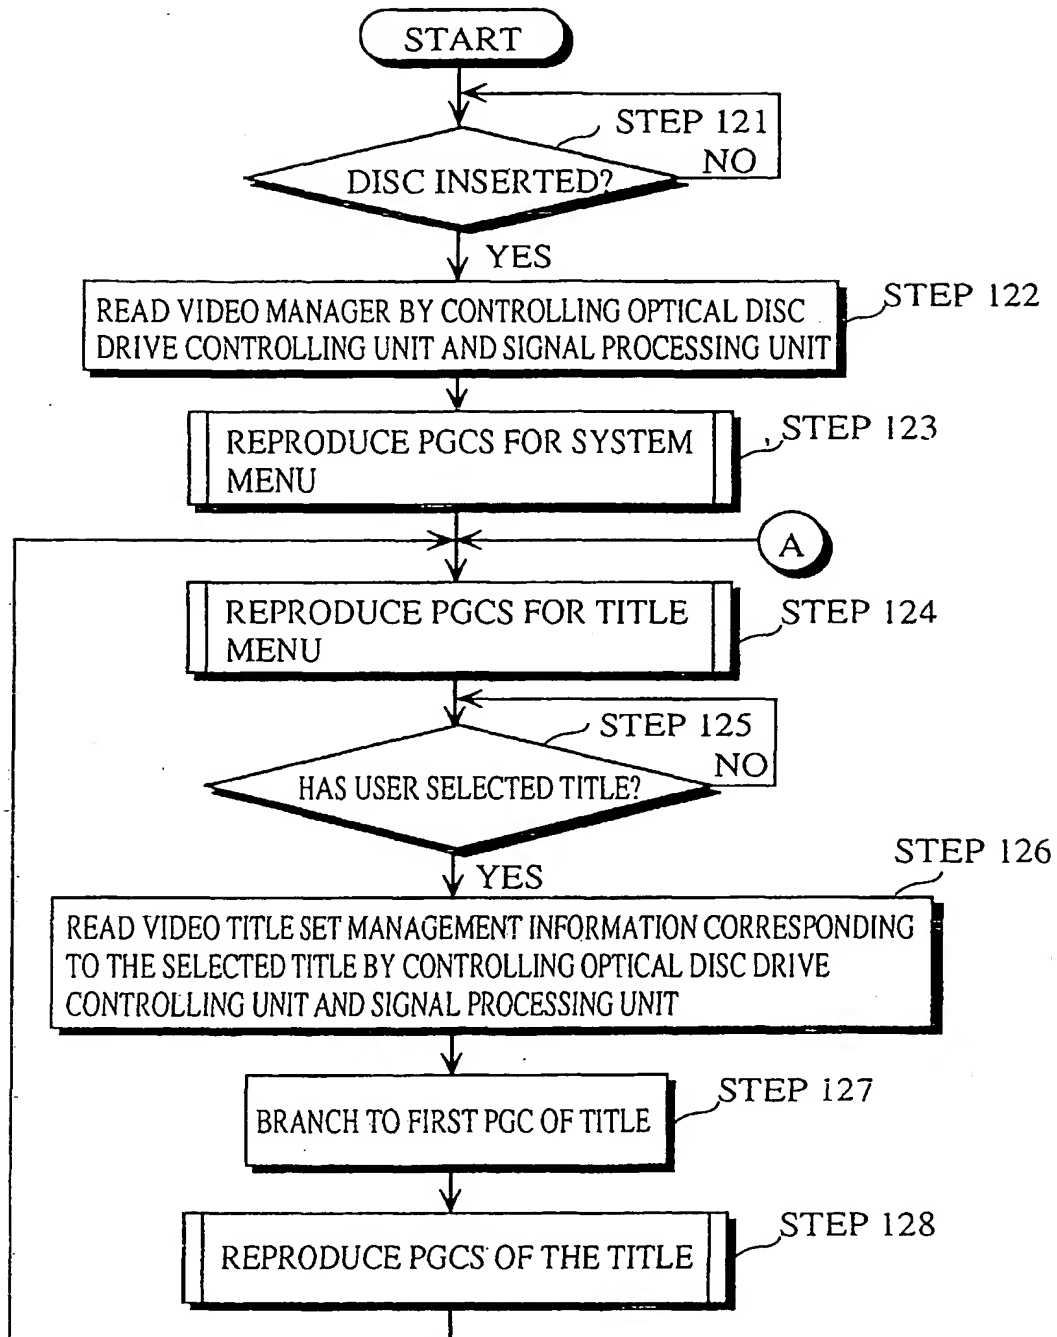 START
STEP 121
NO
DISC INSERTED?
YES
STEP 122
READ VIDEO MANAGER BY CONTROLLING OPTICAL DISC
DRIVE CONTROLLING UNIT AND SIGNAL PROCESSING UNIT
STEP 123
REPRODUCE PGCS FOR SYSTEM
MENU
A
STEP 124
REPRODUCE PGCS FOR TITLE
MENU
STEP 125
NO
HAS USER SELECTED TITLE?
YES
STEP 126
READ VIDEO TITLE SET MANAGEMENT INFORMATION CORRESPONDING
TO THE SELECTED TITLE BY CONTROLLING OPTICAL DISC DRIVE
CONTROLLING UNIT AND SIGNAL PROCESSING UNIT
STEP 127
BRANCH TO FIRST PGC OF TITLE
STEP 128
REPRODUCE PGCS OF THE TITLE